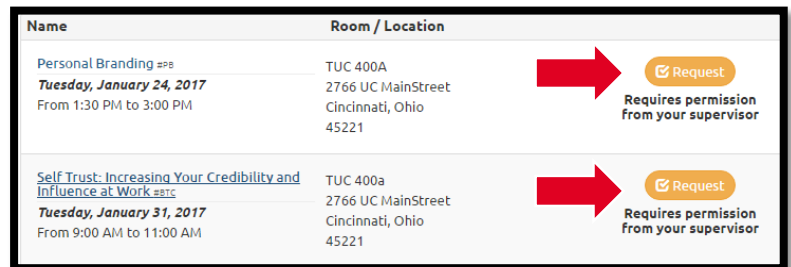 Name
Room / Location
Personal Branding #PB
Tuesday, January 24, 2017
From 1:30 PM to 3:00 PM
TUC 400A
2766 UC MainStreet
Cincinnati, Ohio
45221
Request
Requires permission
from your supervisor
Self Trust: Increasing Your Credibility and
Influence at Work #BTC
Tuesday, January 31, 2017
From 9:00 AM to 11:00 AM
TUC 400a
2766 UC MainStreet
Cincinnati, Ohio
45221
Request
Requires permission
from your supervisor